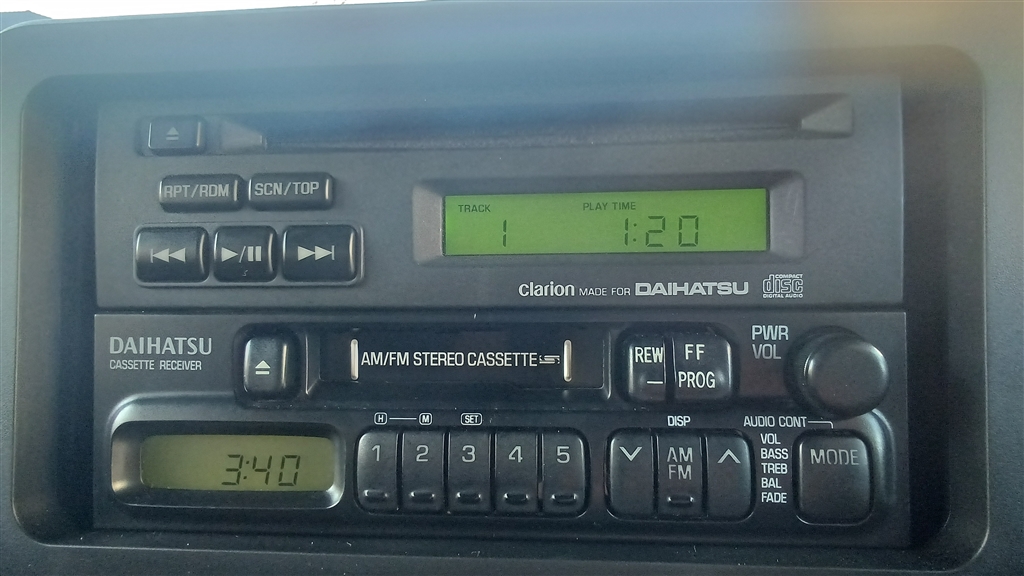 RPT/RDM SCN/TOP
TRACK PLAY TIME
1 1:20
clarion MADE FOR DAIHATSU
COMPACT
disc
DIGITAL AUDIO
DAIHATSU
CASSETTE RECEIVER
AM/FM STEREO CASSETTE
REW
FF
PROG
PWR
VOL
H M SET
DISP
AUDIO CONT
3:40
1 2 3 4 5
AM
FM
VOL
BASS
TREB
BAL
FADE
MODE